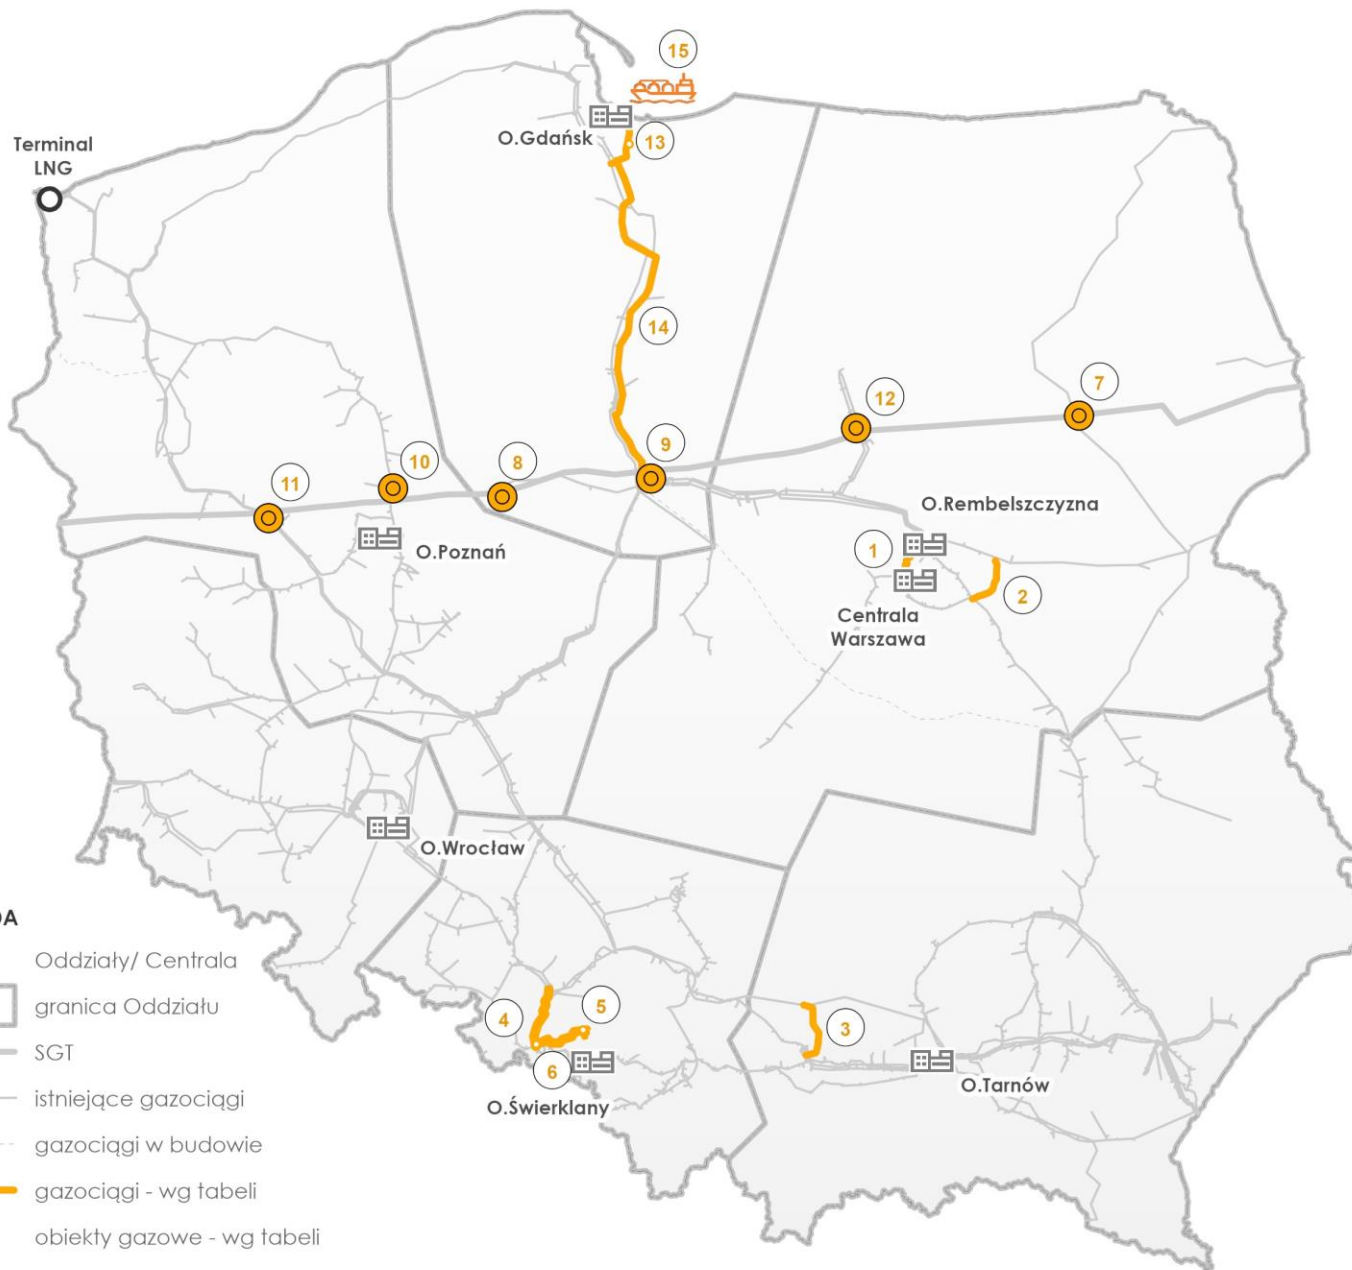 15
O.Gdańsk
13
Terminal
LNG
14
7
12
9
8
10
11
O.Rembelszczyzna
1
O.Poznań
2
Centrala
Warszawa
O.Wrocław
DA
Oddziały/ Centrala
granica Oddziału
SGT
istniejące gazociągi
gazociągi w budowie
gazociągi - wg tabeli
obiekty gazowe - wg tabeli
5
4
3
6
O.Świerklany
O.Tarnów